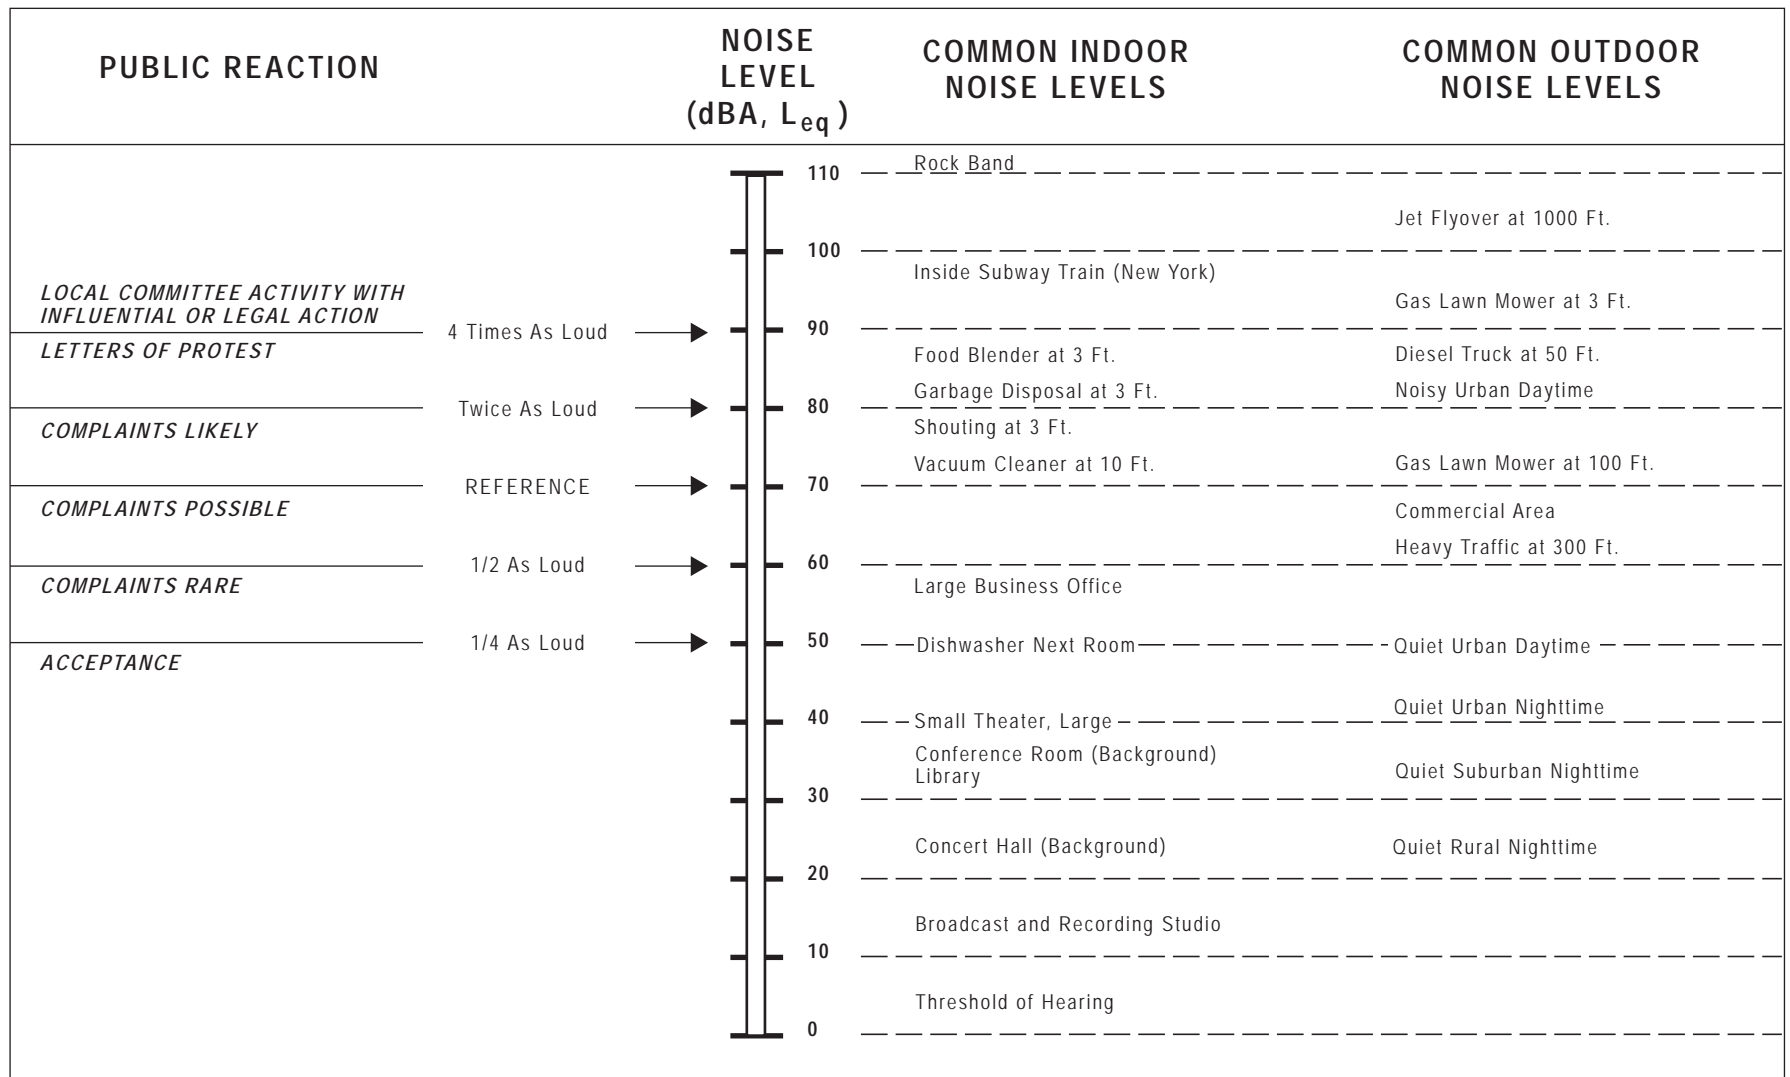 PUBLIC REACTION
NOISE
LEVEL
(dBA, Leq )
COMMON INDOOR
NOISE LEVELS
COMMON OUTDOOR
NOISE LEVELS
110
Rock Band
Jet Flyover at 1000 Ft.
100
Inside Subway Train (New York)
LOCAL COMMITTEE ACTIVITY WITH
INFLUENTIAL OR LEGAL ACTION
Gas Lawn Mower at 3 Ft.
4 Times As Loud
90
LETTERS OF PROTEST
Food Blender at 3 Ft.
Diesel Truck at 50 Ft.
Garbage Disposal at 3 Ft.
Noisy Urban Daytime
Twice As Loud
80
COMPLAINTS LIKELY
Shouting at 3 Ft.
Vacuum Cleaner at 10 Ft.
Gas Lawn Mower at 100 Ft.
REFERENCE
70
COMPLAINTS POSSIBLE
Commercial Area
Heavy Traffic at 300 Ft.
1/2 As Loud
60
COMPLAINTS RARE
Large Business Office
1/4 As Loud
50
Dishwasher Next Room
Quiet Urban Daytime
ACCEPTANCE
Quiet Urban Nighttime
40
Small Theater, Large
Conference Room (Background)
Library
Quiet Suburban Nighttime
30
Concert Hall (Background)
Quiet Rural Nighttime
20
Broadcast and Recording Studio
10
Threshold of Hearing
0